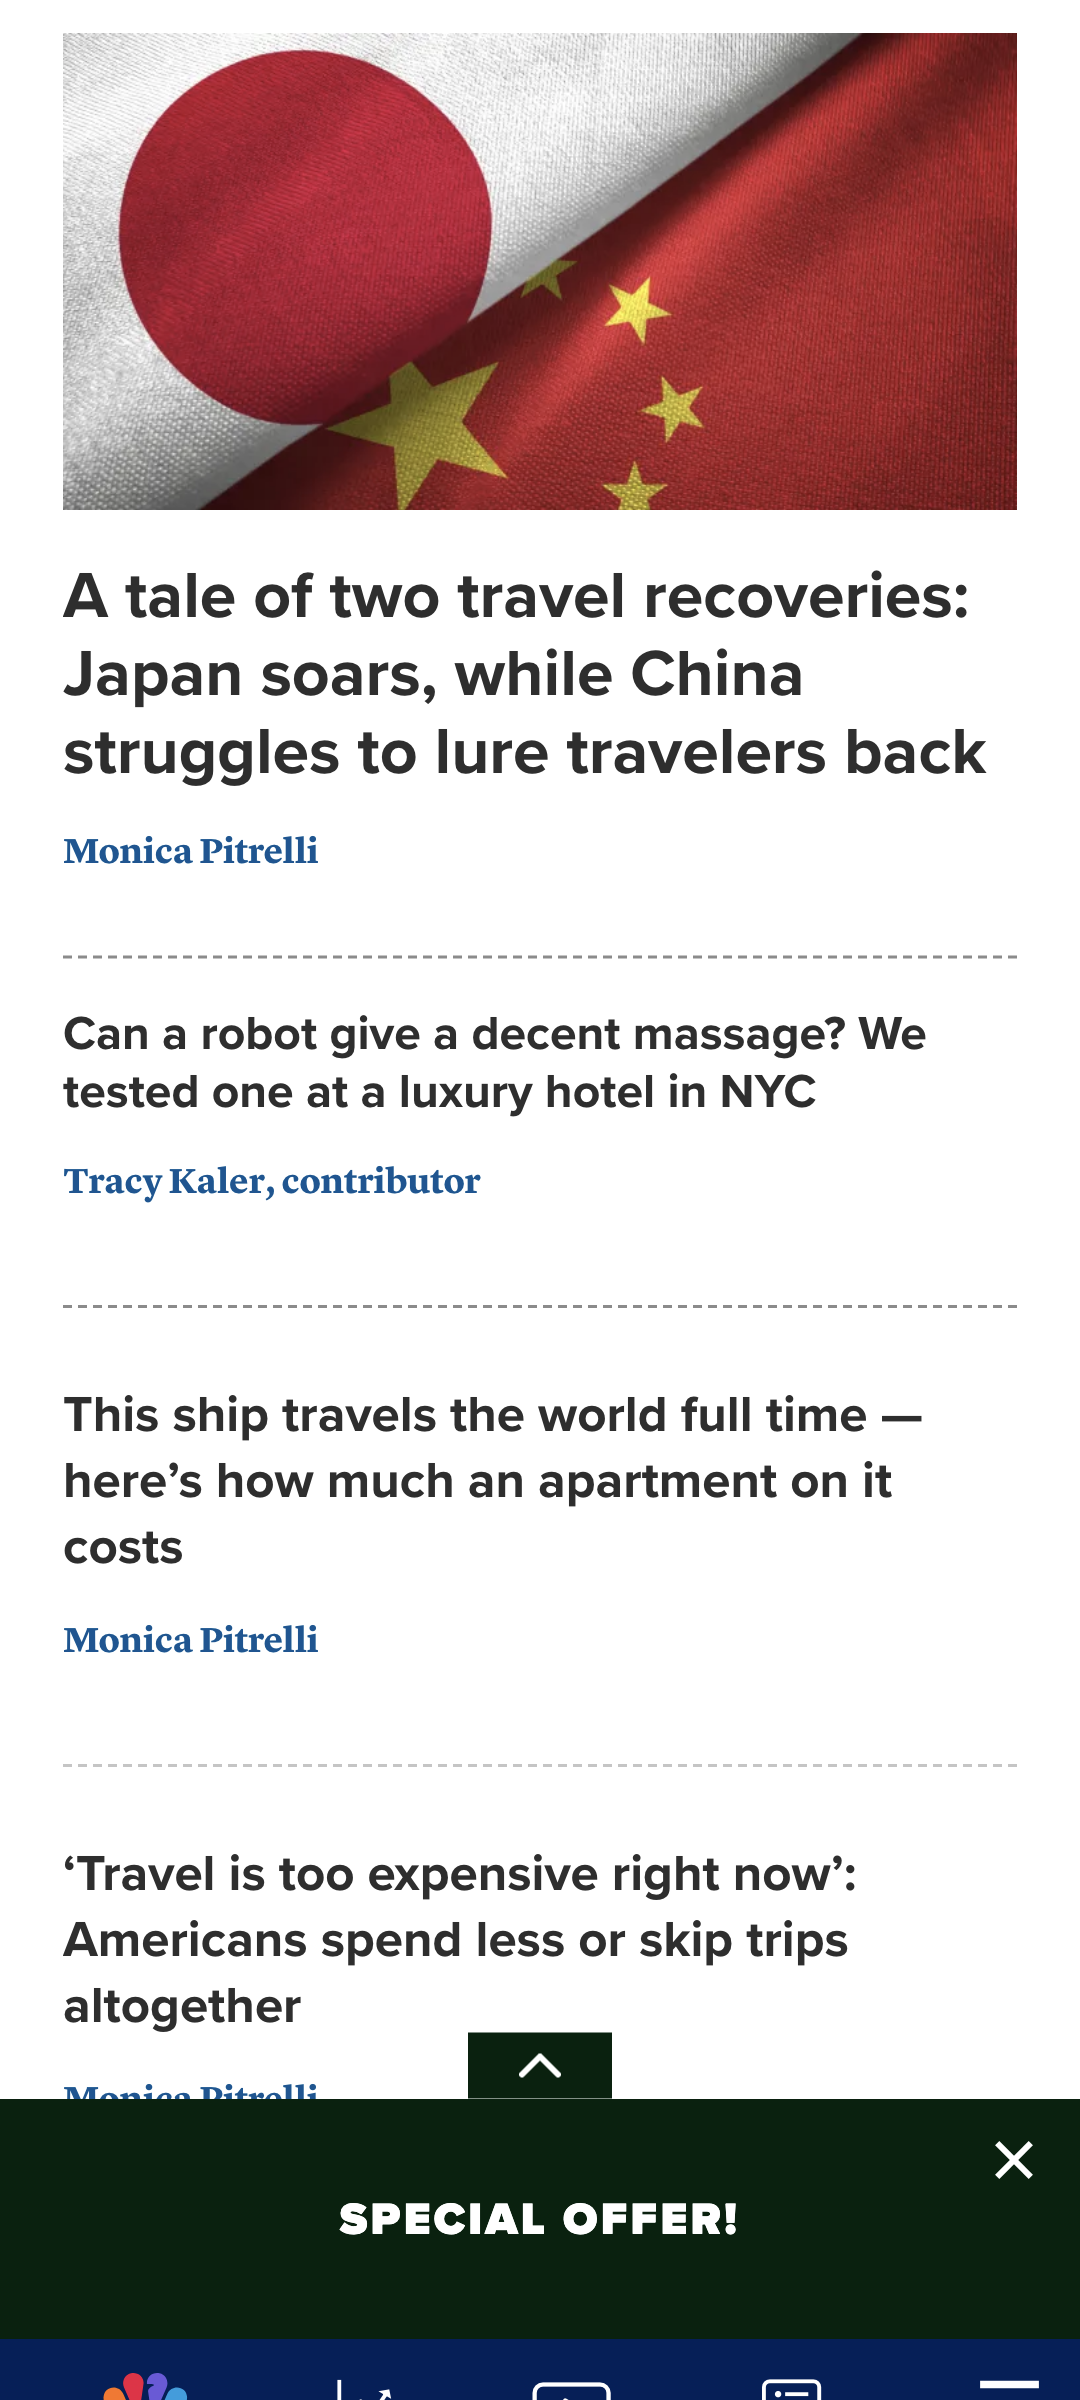 A tale of two travel recoveries:
Japan soars, while China
struggles to lure travelers back
Monica Pitrelli
Can a robot give a decent massage? We
tested one at a luxury hotel in NYC
Tracy Kaler, contributor
This ship travels the world full time —
here’s how much an apartment on it
costs
Monica Pitrelli
‘Travel is too expensive right now’:
Americans spend less or skip trips
altogether
Monica Pitrelli
SPECIAL OFFER!